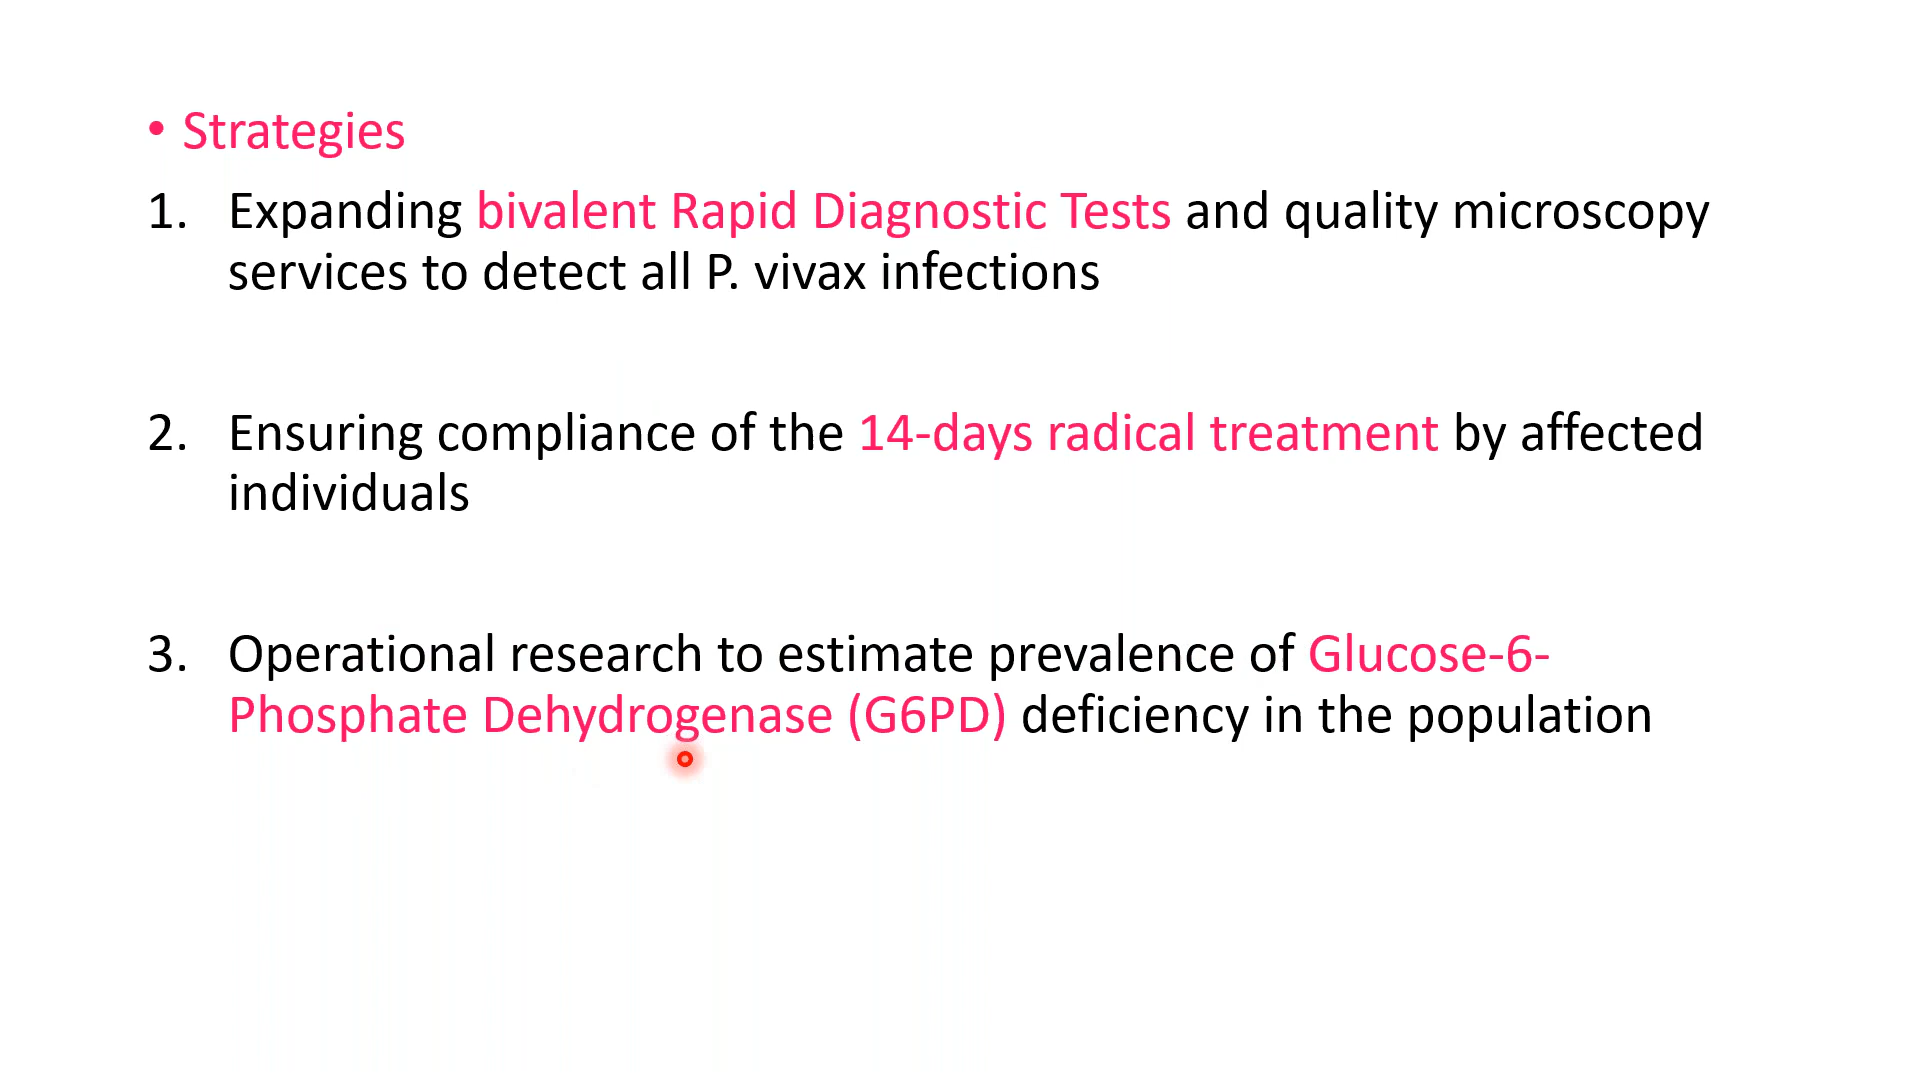 • Strategies
1. Expanding bivalent Rapid Diagnostic Tests and quality microscopy
services to detect all P. vivax infections
2. Ensuring compliance of the 14-days radical treatment by affected
individuals
3. Operational research to estimate prevalence of Glucose-6-
Phosphate Dehydrogenase (G6PD) deficiency in the population